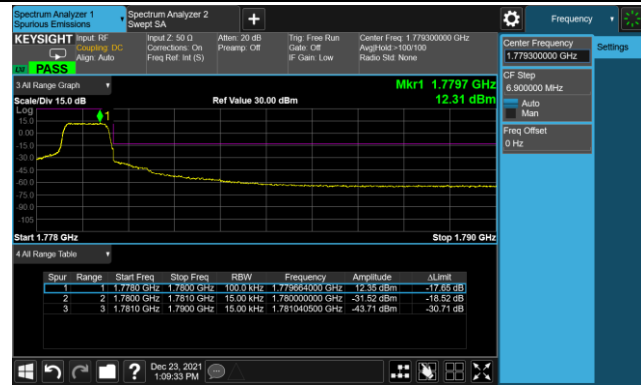 Spectrum Analyzer 1
Spurious Emissions
Spectrum Analyzer 2
Swept SA
Frequency
KEYSIGHT
Input: RF
Coupling: DC
Align: Auto
Input Z: 50 Ω
Corrections: On
Freq Ref: Int (S)
Atten: 20 dB
Preamp: Off
Trig: Free Run
Gate: Off
IF Gain: Low
Center Freq: 1.779300000 GHz
Avg|Hold:>100/100
Radio Std: None
PASS
Center Frequency
1.779300000 GHz
Settings
CF Step
6.900000 MHz
Auto
Man
Freq Offset
0 Hz
3 All Range Graph
Mkr1 1.7797 GHz
Scale/Div 15.0 dB
Ref Value 30.00 dBm
12.31 dBm
Log
1
15.0
0.00
-15.0
-30.0
-45.0
-60.0
-75.0
-90.0
-105
Start 1.778 GHz
Stop 1.790 GHz
4 All Range Table
Spur Range Start Freq Stop Freq RBW Frequency Amplitude ΔLimit
1 1 1.7780 GHz 1.7800 GHz 100.0 kHz 1.779664000 GHz 12.35 dBm -17.65 dB
2 2 1.7800 GHz 1.7810 GHz 15.00 kHz 1.780000000 GHz -31.52 dBm -18.52 dB
3 3 1.7810 GHz 1.7900 GHz 15.00 kHz 1.781040500 GHz -43.71 dBm -30.71 dB
?
Dec 23, 2021
1:09:33 PM